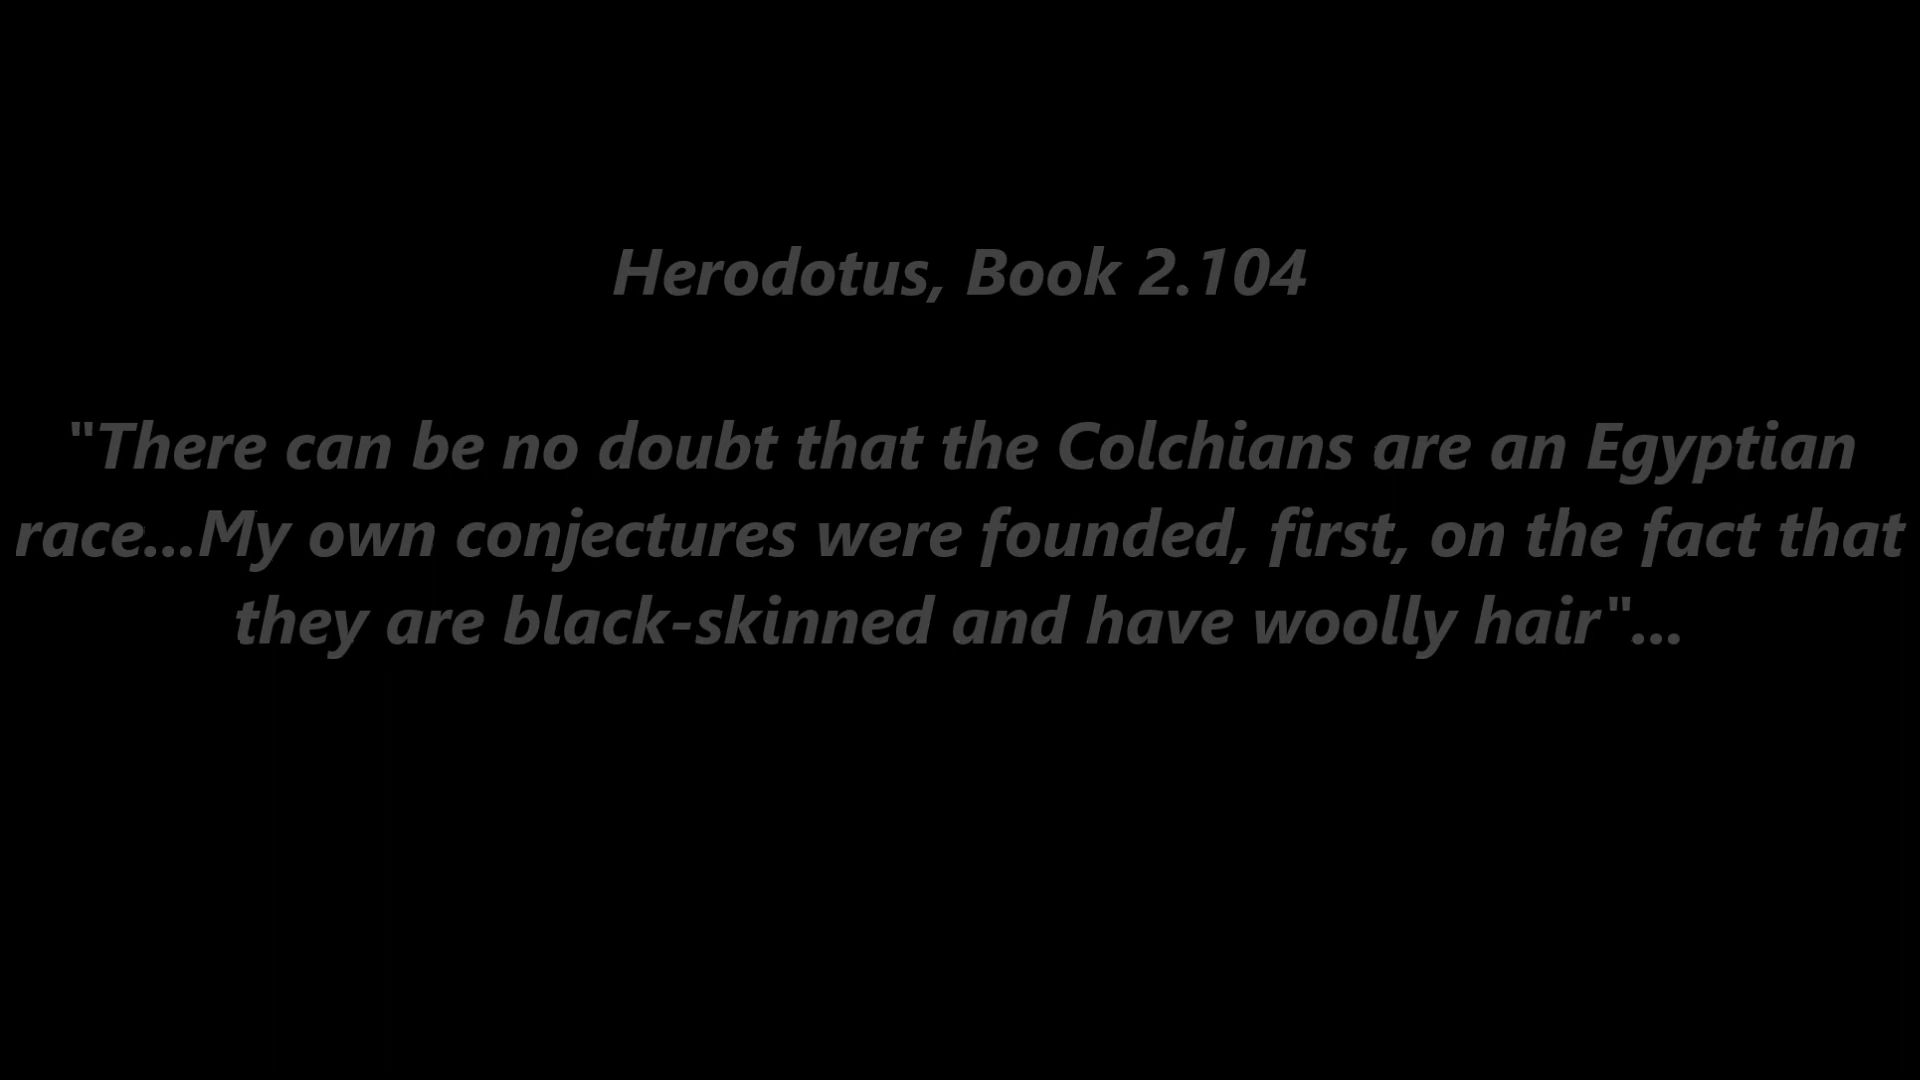 Herodotus, Book 2.104
"There can be no doubt that the Colchians are an Egyptian
race...My own conjectures were founded, first, on the fact that
they are black-skinned and have woolly hair"...